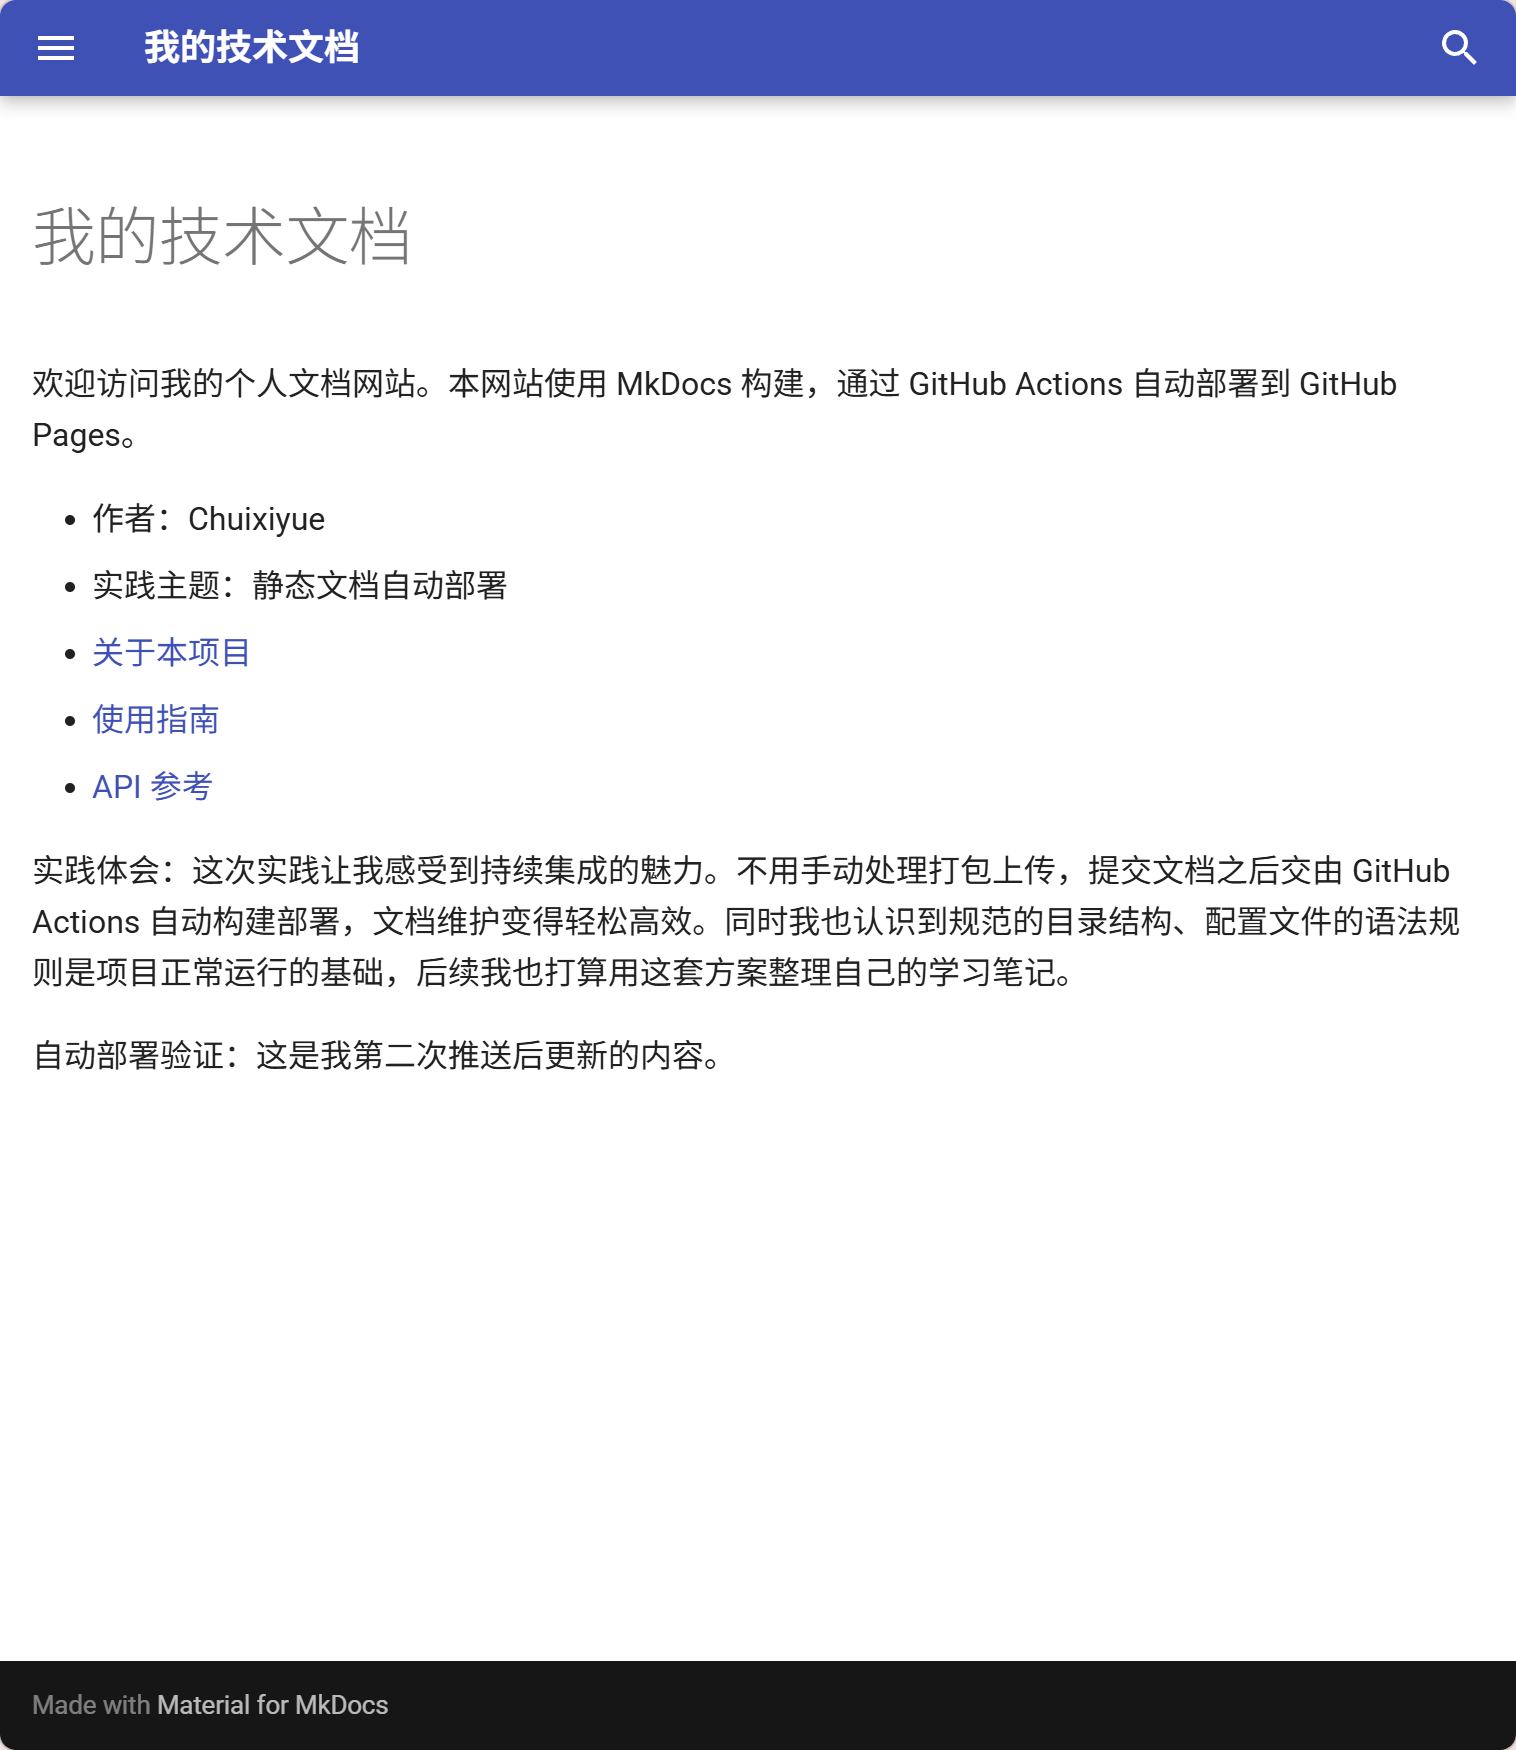 我的技术文档
我的技术文档
欢迎访问我的个人文档网站。本网站使用 MkDocs 构建，通过 GitHub Actions 自动部署到 GitHub
Pages。
作者：Chuixiyue
实践主题：静态文档自动部署
关于本项目
使用指南
API 参考
实践体会：这次实践让我感受到持续集成的魅力。不用手动处理打包上传，提交文档之后交由 GitHub
Actions 自动构建部署，文档维护变得轻松高效。同时我也认识到规范的目录结构、配置文件的语法规
则是项目正常运行的基础，后续我也打算用这套方案整理自己的学习笔记。
自动部署验证：这是我第二次推送后更新的内容。
Made with Material for MkDocs